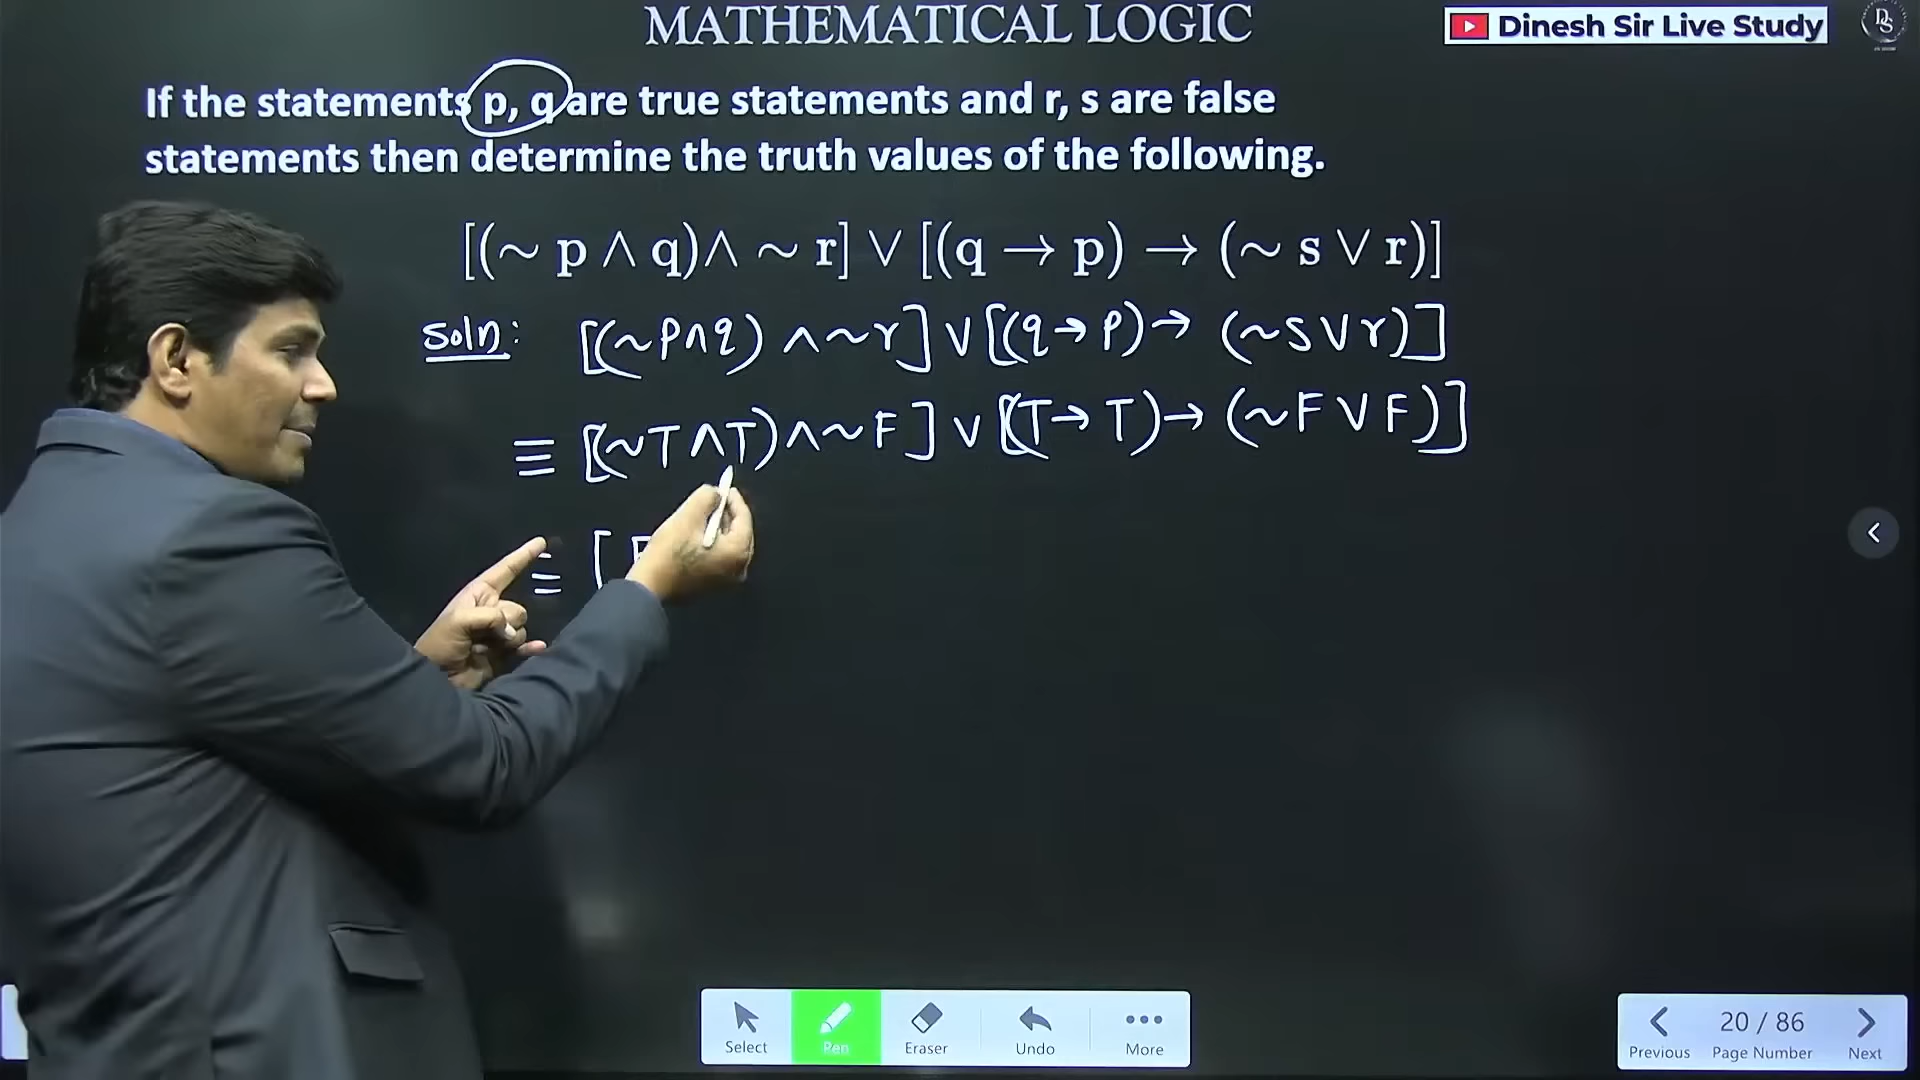 MATHEMATICAL LOGIC
Dinesh Sir Live Study
DS
If the statements p, q are true statements and r, s are false
statements then determine the truth values of the following.
[(∼ p ∧ q)∧ ∼ r] ∨ [(q → p) → (∼ s ∨ r)]
Soln: [(~p∧q) ∧~r] ∨ [(q→p)→ (~s∨r)]
≡ [(~T∧T)∧~F] ∨ [(T→T)→ (~F∨F)]
≡ [ F
Select
Pen
Eraser
Undo
More
20 / 86
Previous
Page Number
Next